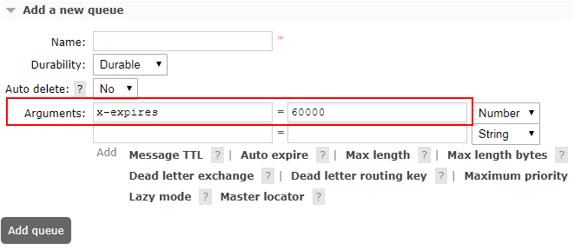 Add a new queue
Name: *
Durability: Durable
Auto delete: ? No
Arguments: x-expires = 60000 Number
= String
Add Message TTL ? | Auto expire ? | Max length ? | Max length bytes ?
Dead letter exchange ? | Dead letter routing key ? | Maximum priority
Lazy mode ? Master locator ?
Add queue